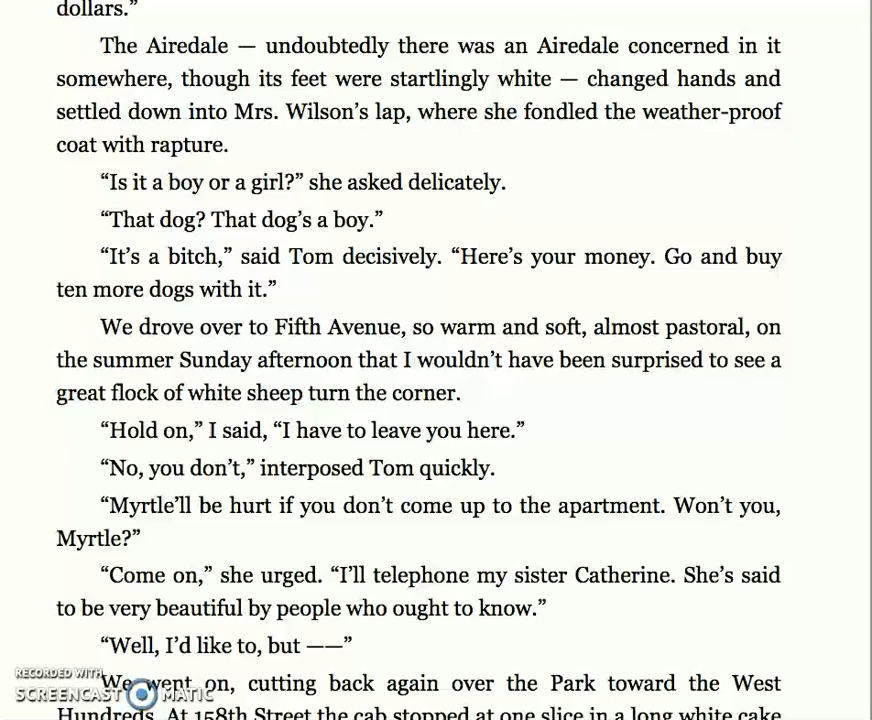 dollars.”
The Airedale — undoubtedly there was an Airedale concerned in it
somewhere, though its feet were startlingly white — changed hands and
settled down into Mrs. Wilson’s lap, where she fondled the weather-proof
coat with rapture.
“Is it a boy or a girl?” she asked delicately.
“That dog? That dog’s a boy.”
“It’s a bitch,” said Tom decisively. “Here’s your money. Go and buy
ten more dogs with it.”
We drove over to Fifth Avenue, so warm and soft, almost pastoral, on
the summer Sunday afternoon that I wouldn’t have been surprised to see a
great flock of white sheep turn the corner.
“Hold on,” I said, “I have to leave you here.”
“No, you don’t,” interposed Tom quickly.
“Myrtle’ll be hurt if you don’t come up to the apartment. Won’t you,
Myrtle?”
“Come on,” she urged. “I’ll telephone my sister Catherine. She’s said
to be very beautiful by people who ought to know.”
“Well, I’d like to, but ——”
We went on, cutting back again over the Park toward the West
Hundreds. At 158th Street the cab stopped at one slice in a long white cake
RECORDED WITH
SCREENCAST MATIC